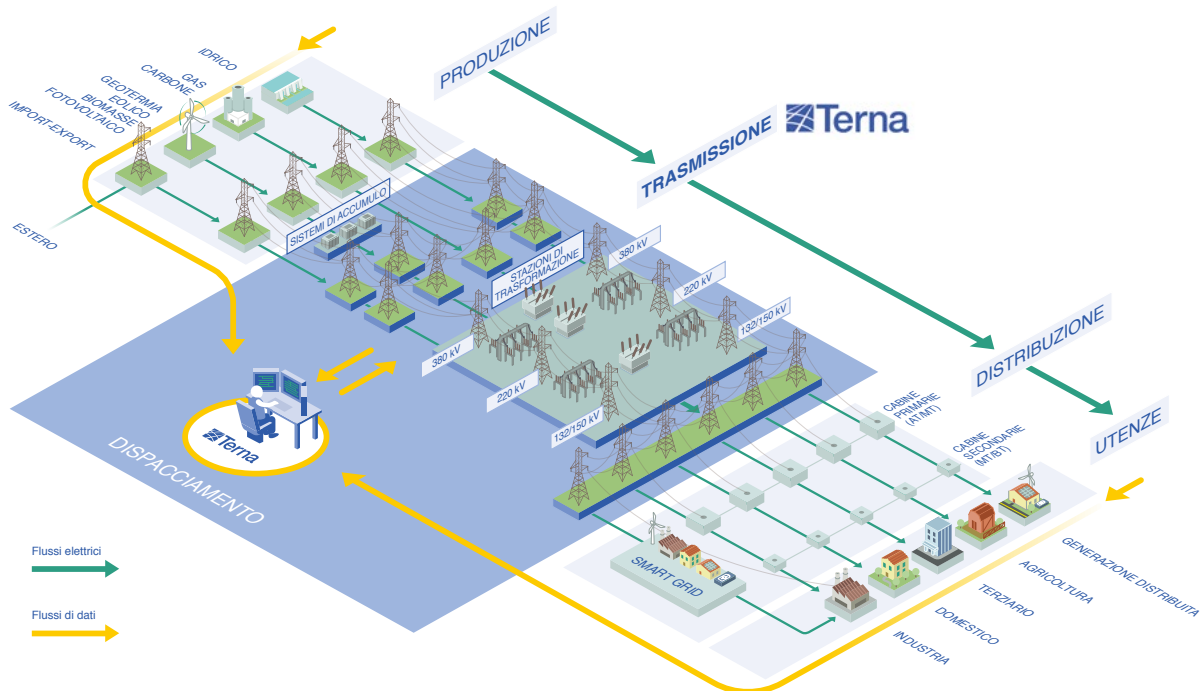 PRODUZIONE
TRASMISSIONE
Terna
DISTRIBUZIONE
UTENZE
IDRICO
GAS
CARBONE
GEOTERMIA
EOLICO
BIOMASSE
FOTOVOLTAICO
IMPORT-EXPORT
ESTERO
SISTEMI DI ACCUMULO
STAZIONI DI
TRASFORMAZIONE
380 kV
220 kV
132/150 kV
380 kV
220 kV
132/150 kV
Terna
DISPACCIAMENTO
CABINE
PRIMARIE
(AT/MT)
CABINE
SECONDARIE
(MT/BT)
SMART GRID
GENERAZIONE DISTRIBUITA
AGRICOLTURA
TERZIARIO
DOMESTICO
INDUSTRIA
Flussi elettrici
Flussi di dati